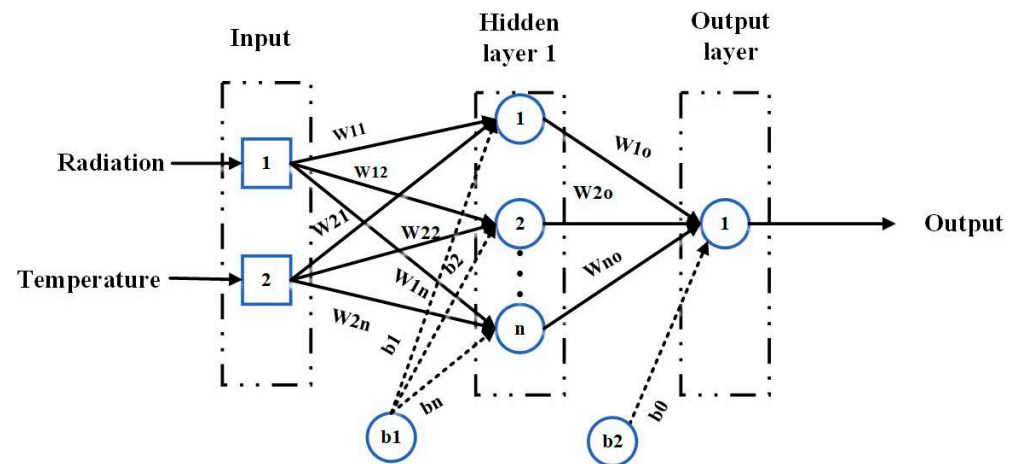 Input
Hidden
layer 1
Output
layer
Radiation
1
W11
W12
W21
W22
W1n
W2n
Temperature
2
1
2
n
b1
b2
bn
b1
W1o
W2o
Wno
1
Output
b0
b2